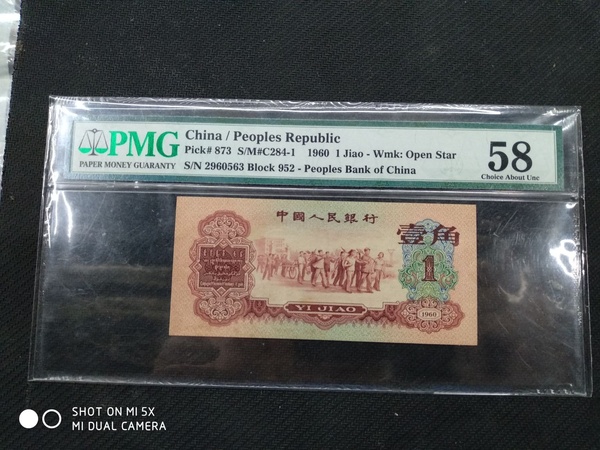 PMG
PAPER MONEY GUARANTY
China / Peoples Republic
Pick# 873 S/M#C284-1 1960 1 Jiao - Wmk: Open Star
S/N 2960563 Block 952 - Peoples Bank of China
58
Choice About Unc
中國人民銀行
壹角
1
YI JIAO
1960
SHOT ON MI 5X
MI DUAL CAMERA